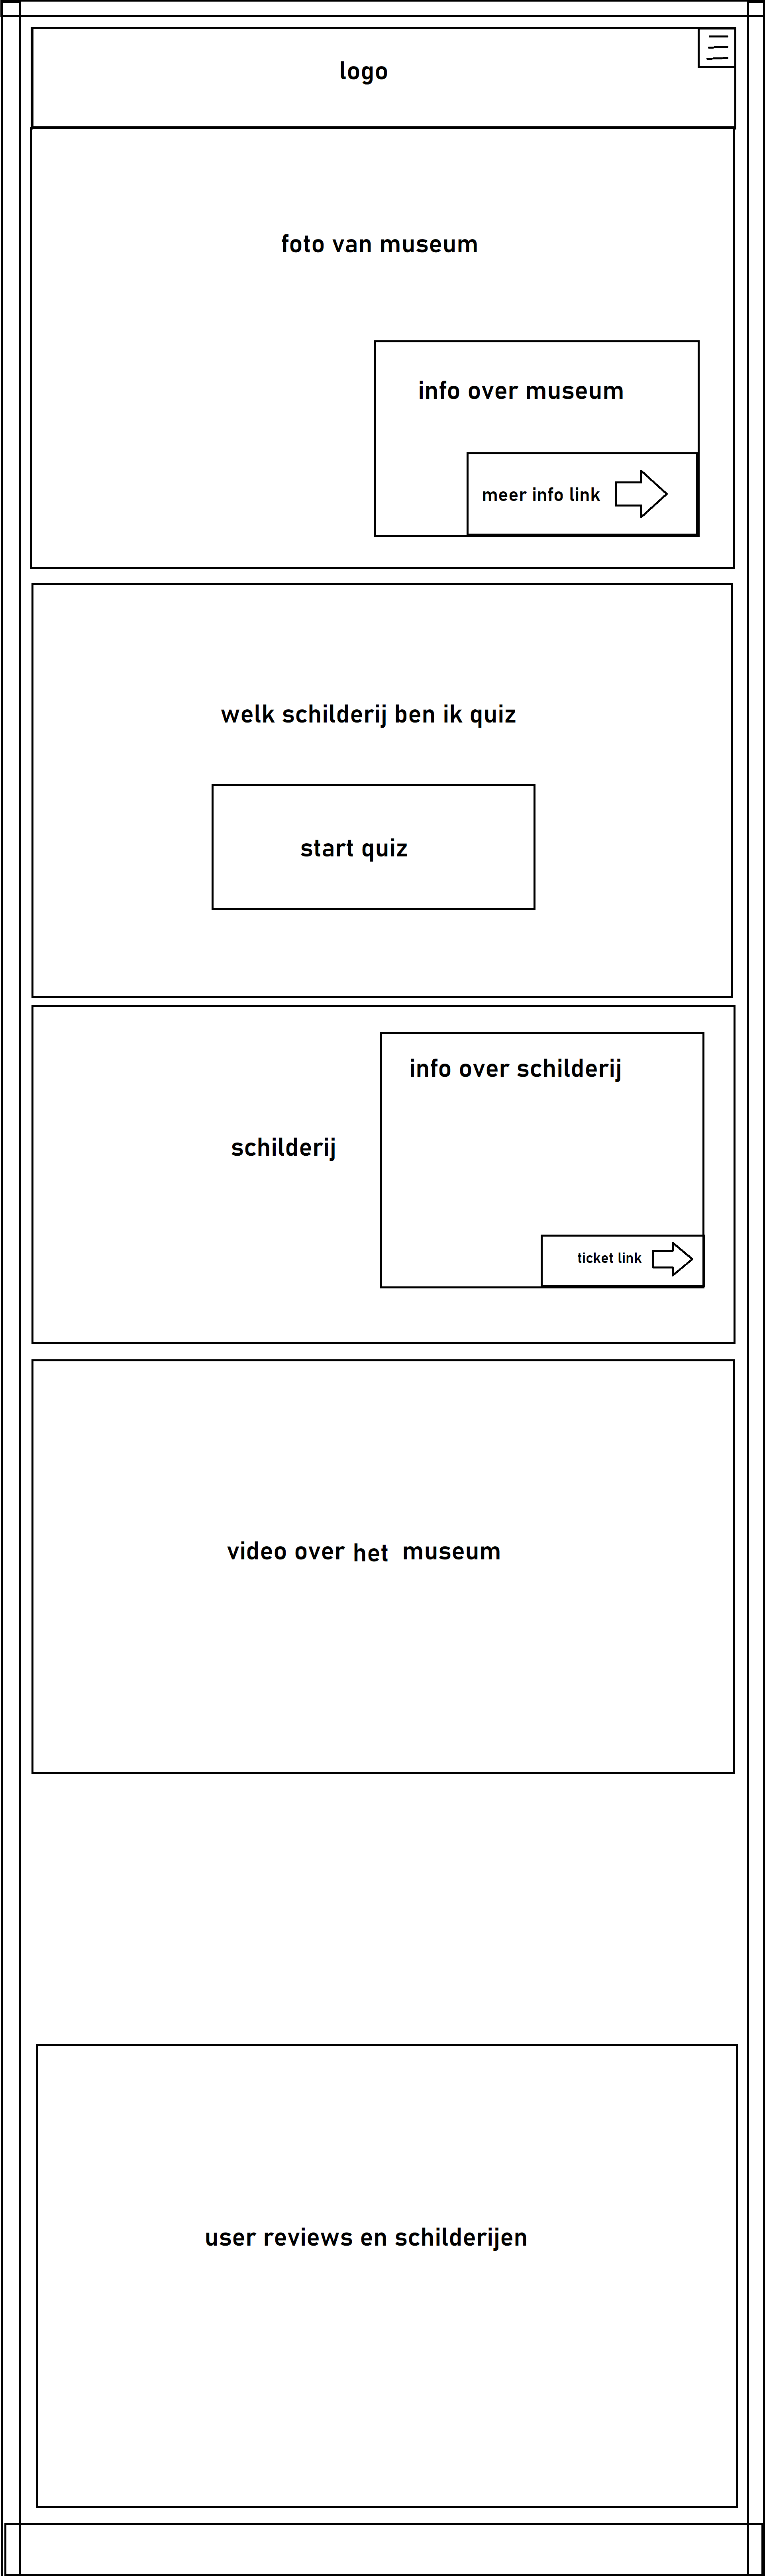 logo
foto van museum
info over museum
meer info link
welk schilderij ben ik quiz
start quiz
info over schilderij
schilderij
ticket link
video over het museum
user reviews en schilderijen